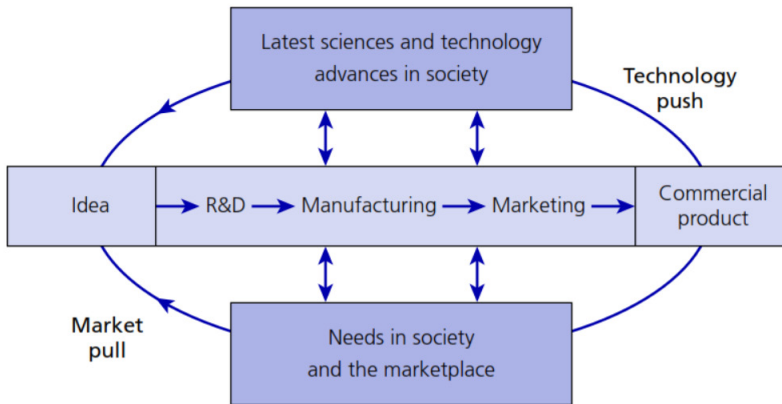 Latest sciences and technology
advances in society
Technology
push
Idea
R&D
Manufacturing
Marketing
Commercial
product
Market
pull
Needs in society
and the marketplace